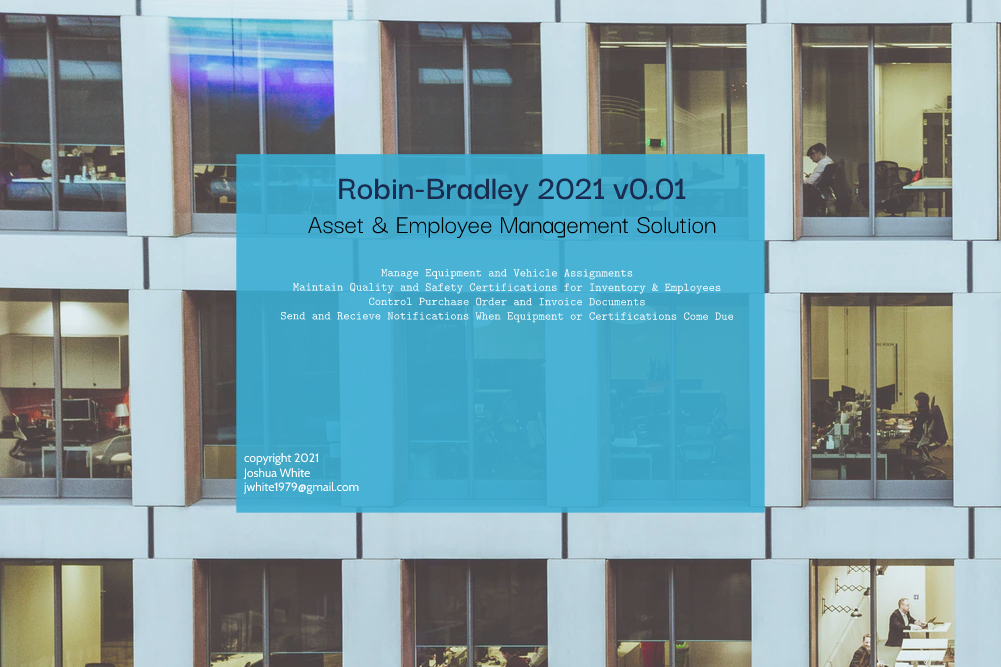 Robin-Bradley 2021 v0.01
Asset & Employee Management Solution
Manage Equipment and Vehicle Assignments
Maintain Quality and Safety Certifications for Inventory & Employees
Control Purchase Order and Invoice Documents
Send and Recieve Notifications When Equipment or Certifications Come Due
copyright 2021
Joshua White
jwhite1979@gmail.com